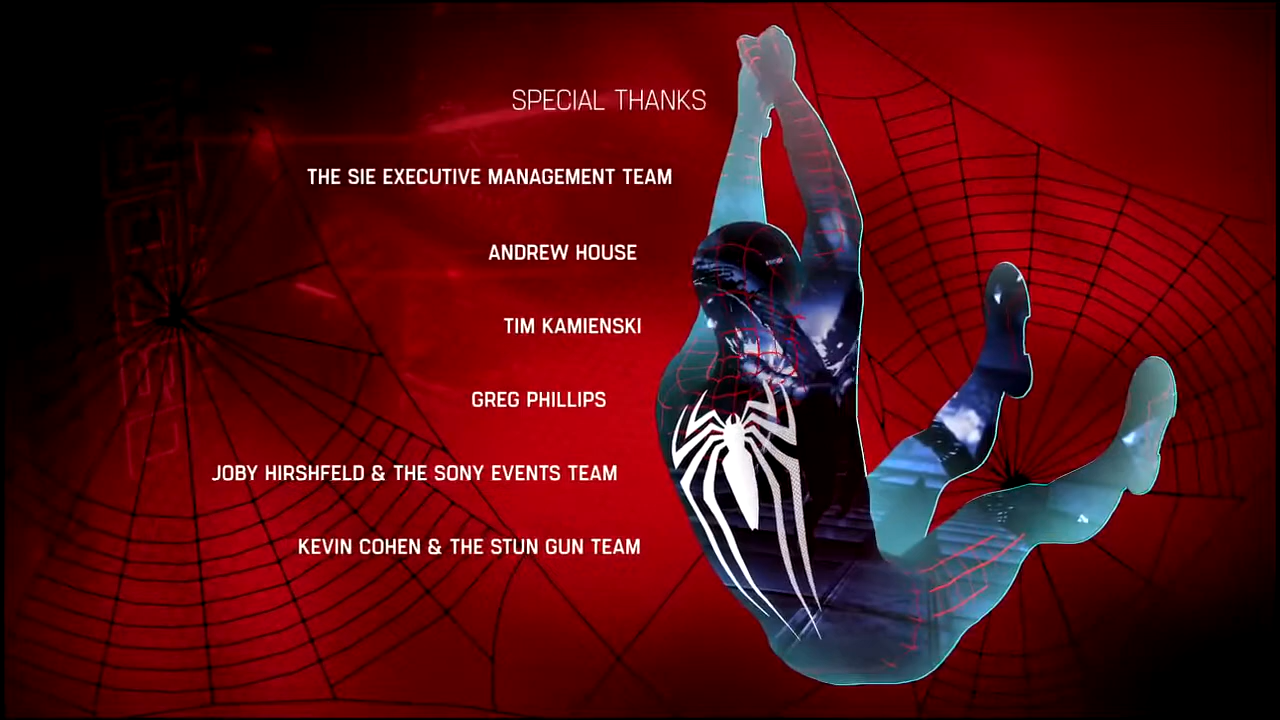 SPECIAL THANKS
THE SIE EXECUTIVE MANAGEMENT TEAM
ANDREW HOUSE
TIM KAMIENSKI
GREG PHILLIPS
JOBY HIRSHFELD & THE SONY EVENTS TEAM
KEVIN COHEN & THE STUN GUN TEAM